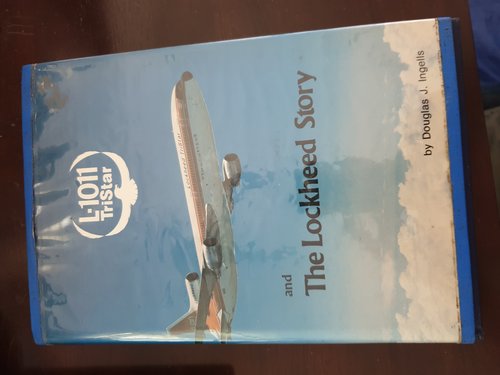 L-1011
TriStar
and
The Lockheed Story
by Douglas J. Ingells